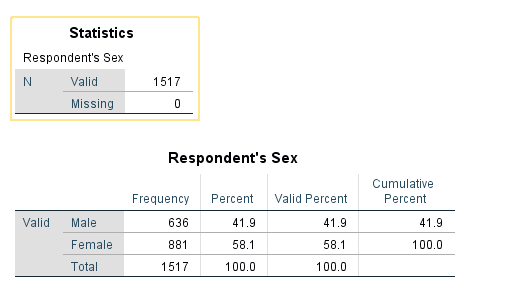 Statistics
Respondent's Sex
N Valid 1517
Missing 0
Respondent's Sex
Frequency Percent Valid Percent Cumulative Percent
Valid Male 636 41.9 41.9 41.9
Female 881 58.1 58.1 100.0
Total 1517 100.0 100.0